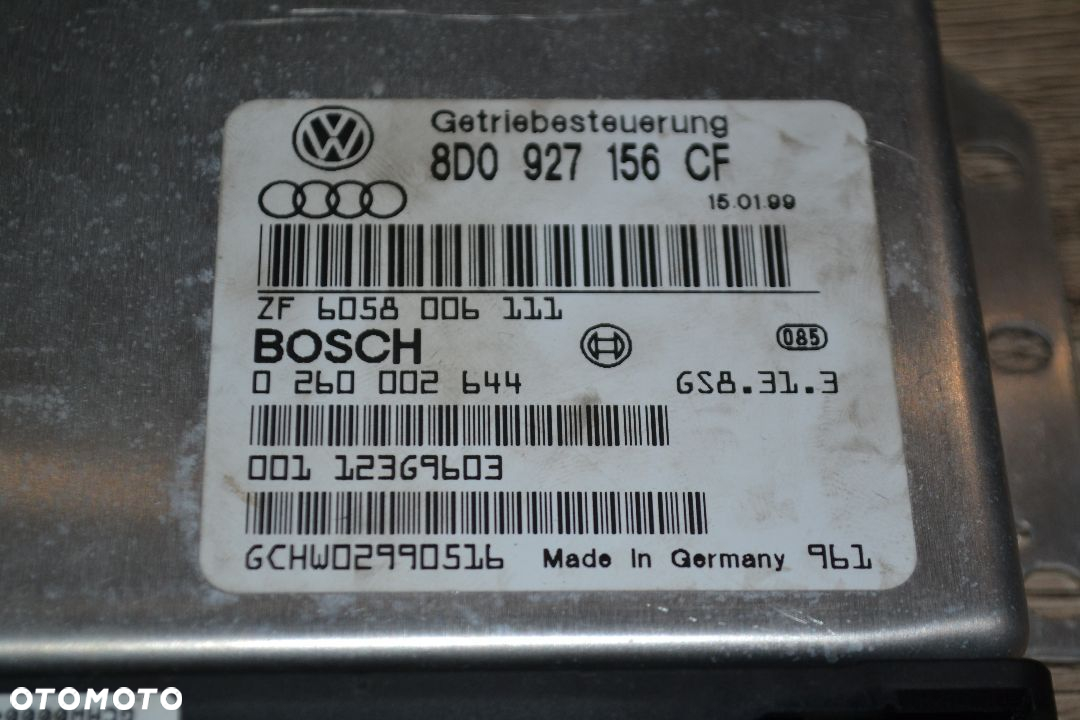 Getriebesteuerung
8D0 927 156 CF
15.01.99
ZF 6058 006 111
BOSCH
085
0 260 002 644 GS8.31.3
001 123G9603
GCHW02990516 Made In Germany 961
OTOMOTO